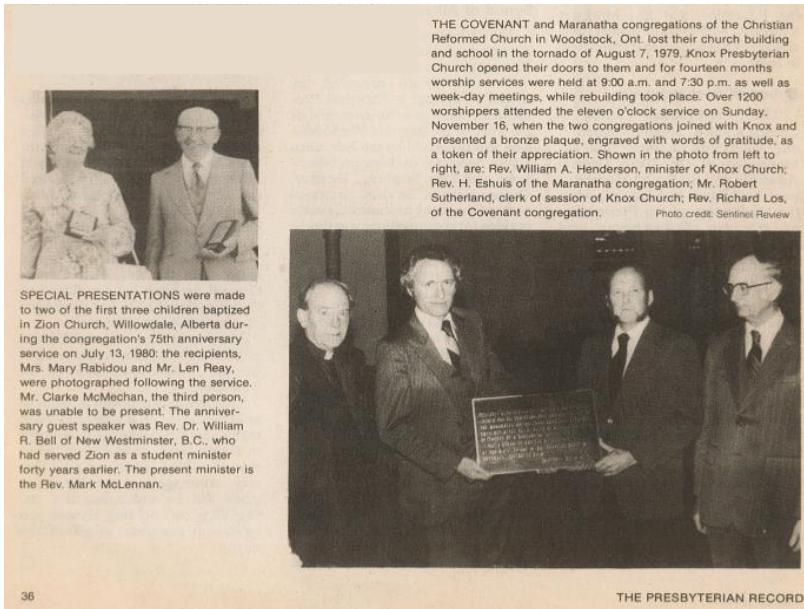 THE COVENANT and Maranatha congregations of the Christian
Reformed Church in Woodstock, Ont. lost their church building
and school in the tornado of August 7, 1979. Knox Presbyterian
Church opened their doors to them and for fourteen months
worship services were held at 9:00 a.m. and 7:30 p.m. as well as
week-day meetings, while rebuilding took place. Over 1200
worshippers attended the eleven o'clock service on Sunday,
November 16, when the two congregations joined with Knox and
presented a bronze plaque, engraved with words of gratitude, as
a token of their appreciation. Shown in the photo from left to
right, are: Rev. William A. Henderson, minister of Knox Church;
Rev. H. Eshuis of the Maranatha congregation; Mr. Robert
Sutherland, clerk of session of Knox Church; Rev. Richard Los,
of the Covenant congregation. Photo credit: Sentinel Review
SPECIAL PRESENTATIONS were made
to two of the first three children baptized
in Zion Church, Willowdale, Alberta dur-
ing the congregation's 75th anniversary
service on July 13, 1980: the recipients,
Mrs. Mary Rabidou and Mr. Len Reay,
were photographed following the service.
Mr. Clarke McMechan, the third person,
was unable to be present. The anniver-
sary guest speaker was Rev. Dr. William
R. Bell of New Westminster, B.C., who
had served Zion as a student minister
forty years earlier. The present minister is
the Rev. Mark McLennan.
36
THE PRESBYTERIAN RECORD